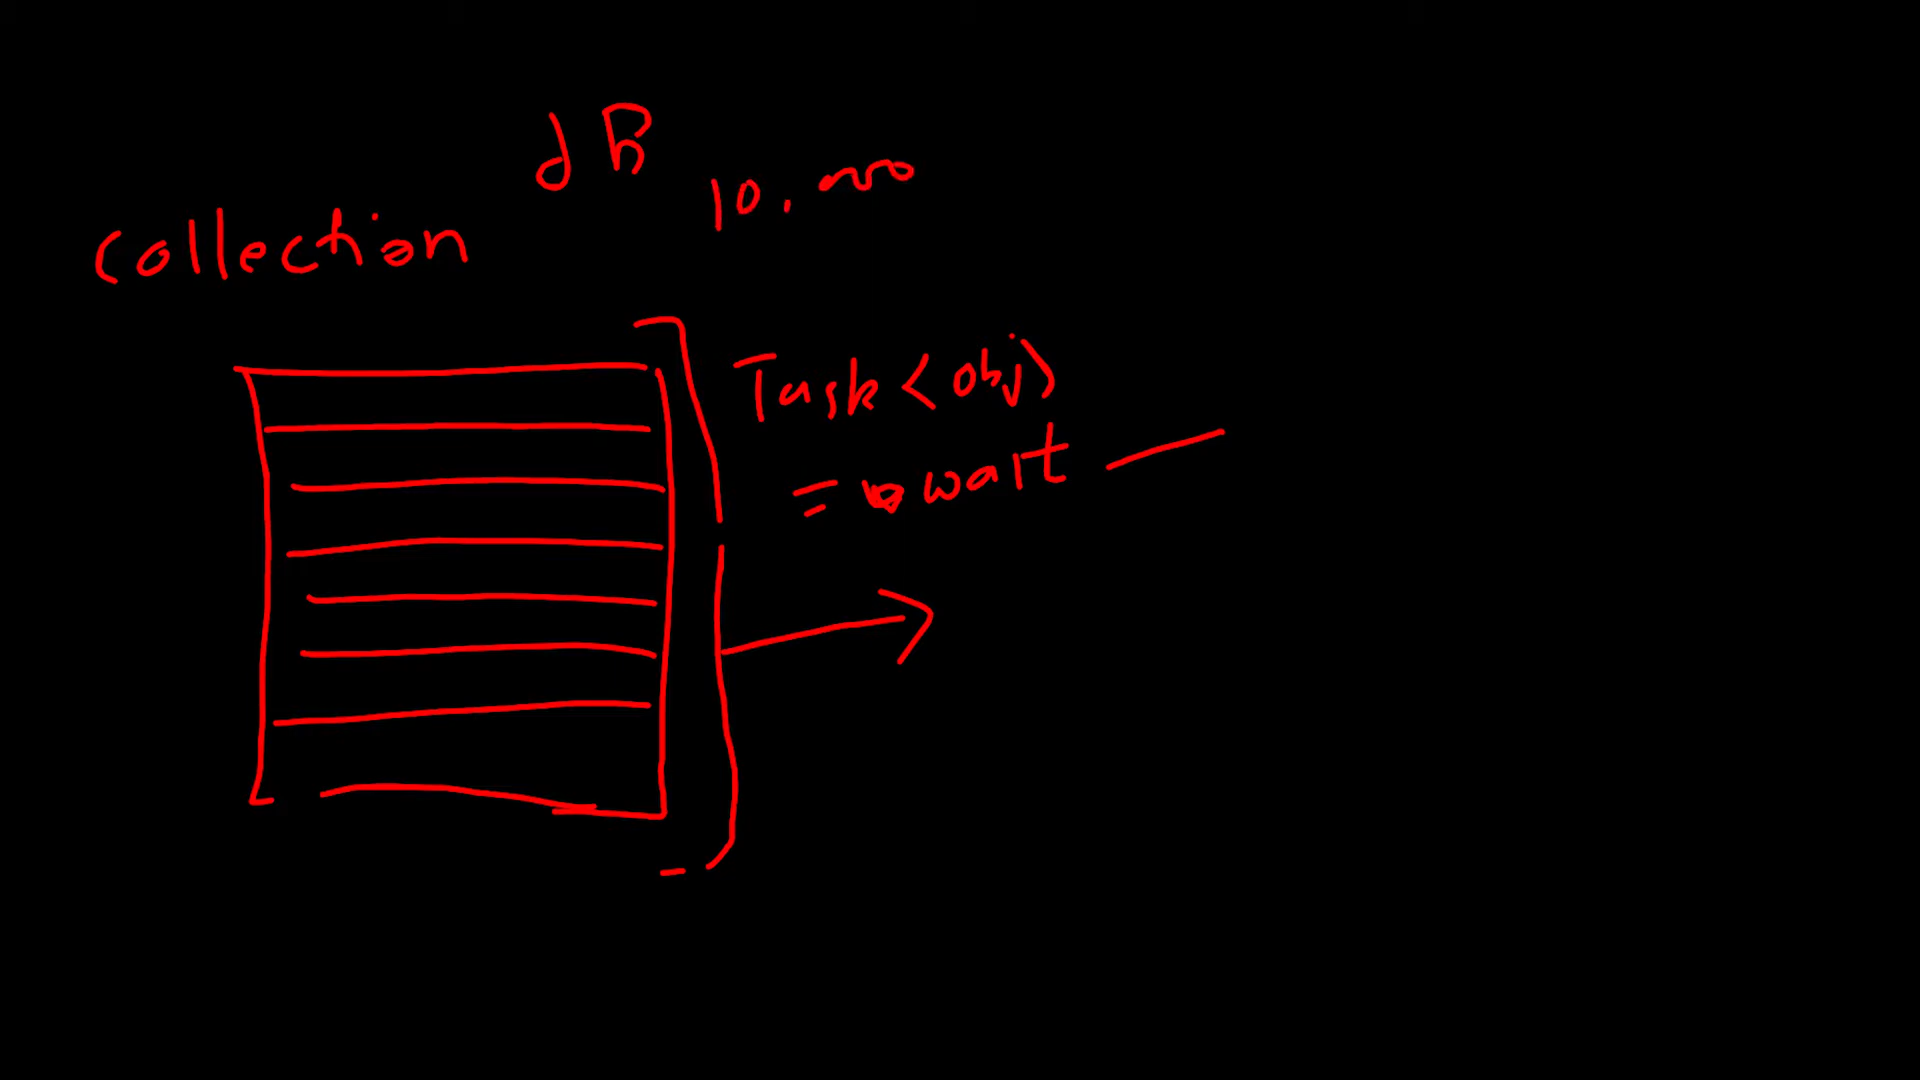 dB
10.000
Collection
Task<obj>
= await